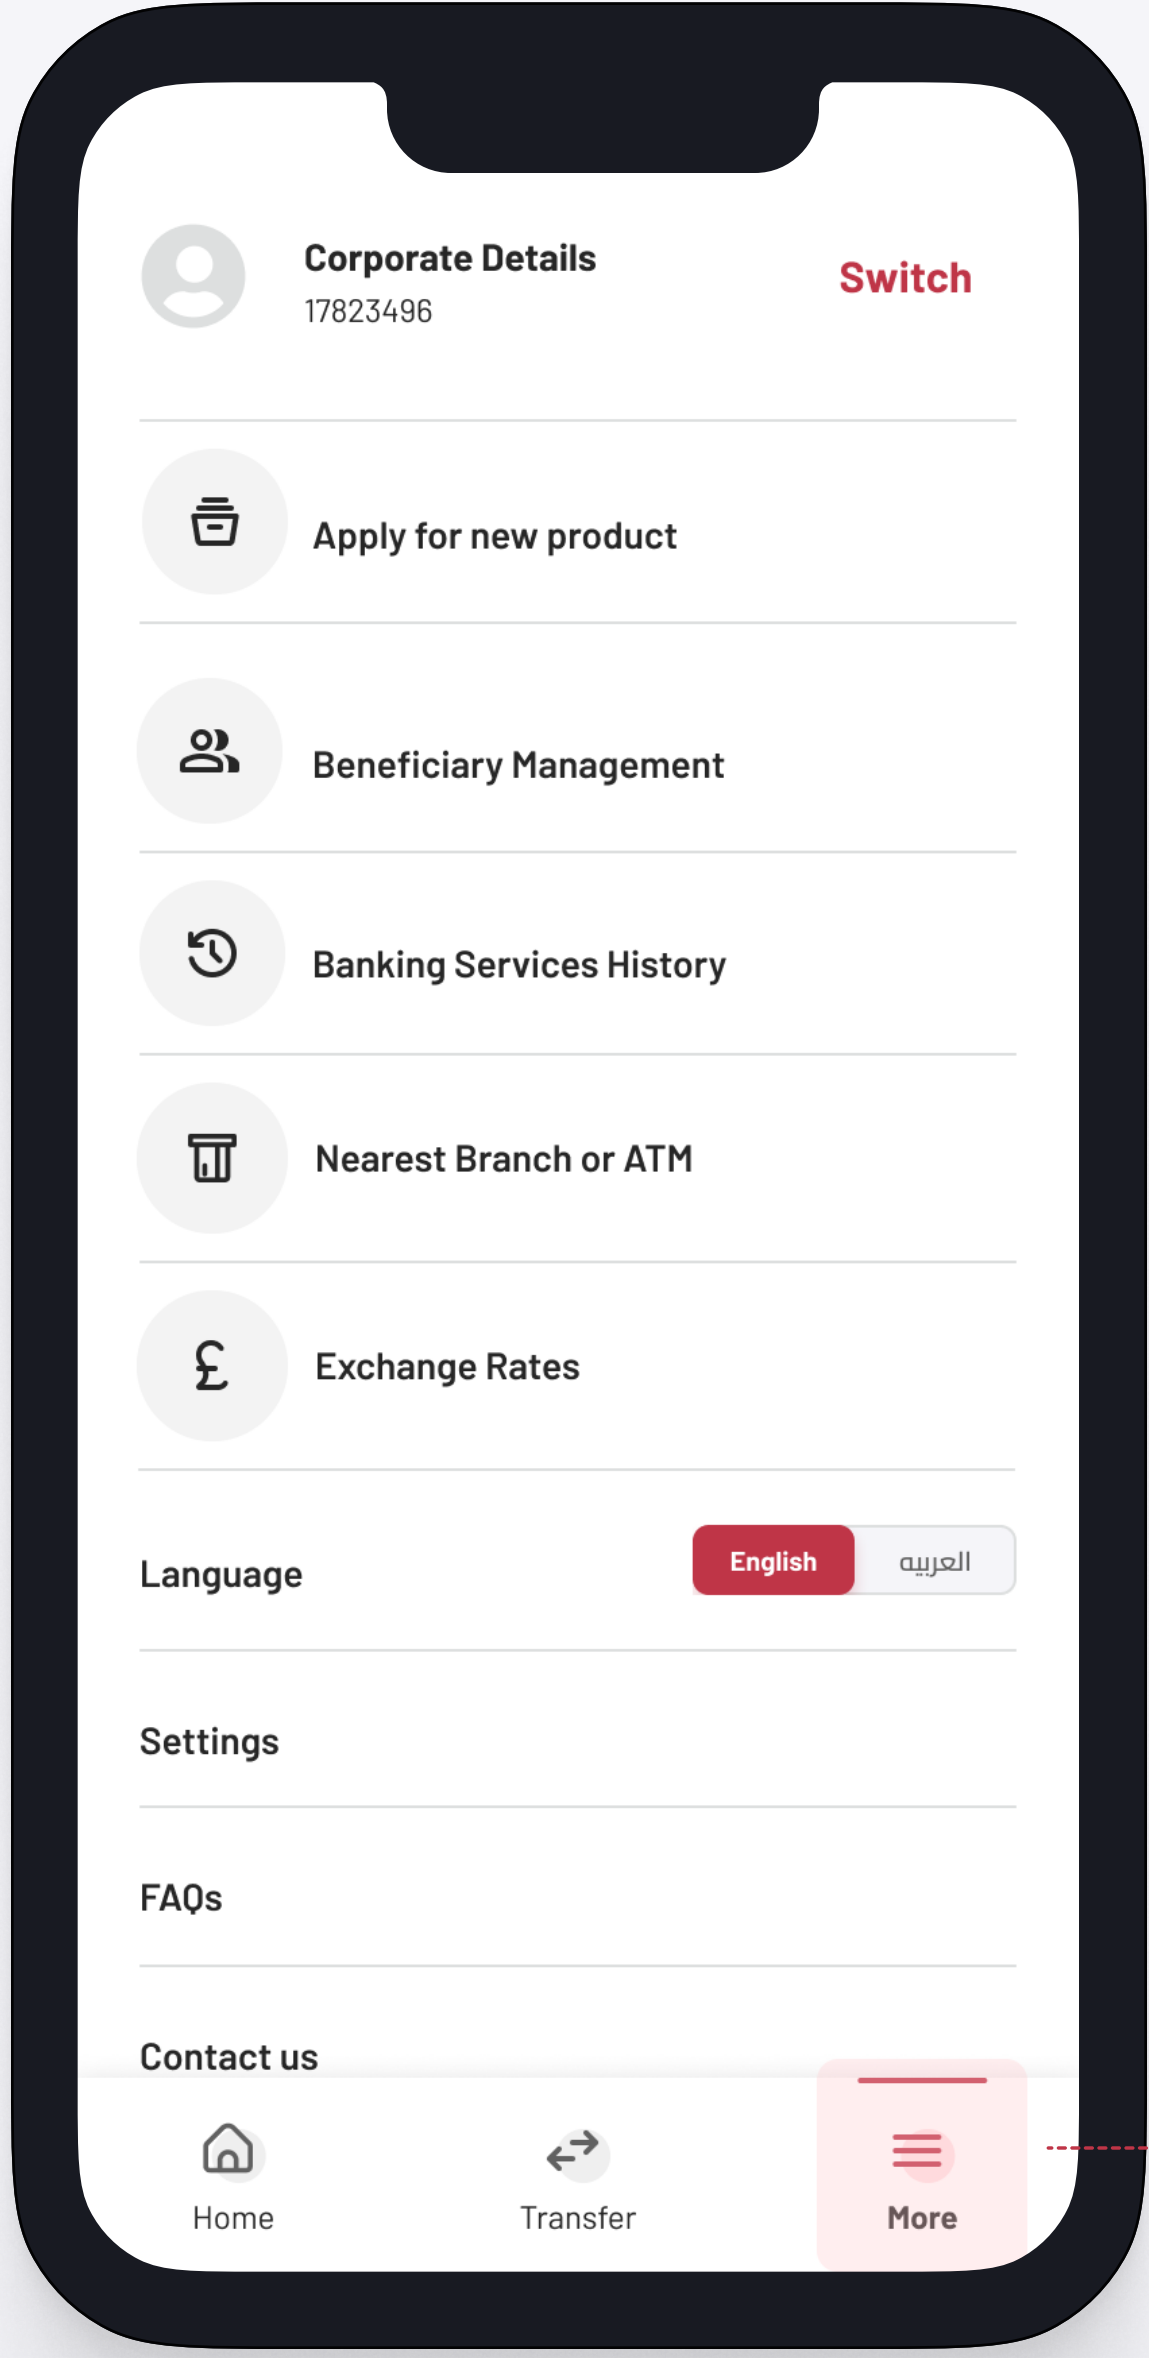 Corporate Details
17823496
Switch
Apply for new product
Beneficiary Management
Banking Services History
Nearest Branch or ATM
£
Exchange Rates
Language
English
العربيه
Settings
FAQs
Contact us
Home
Transfer
More